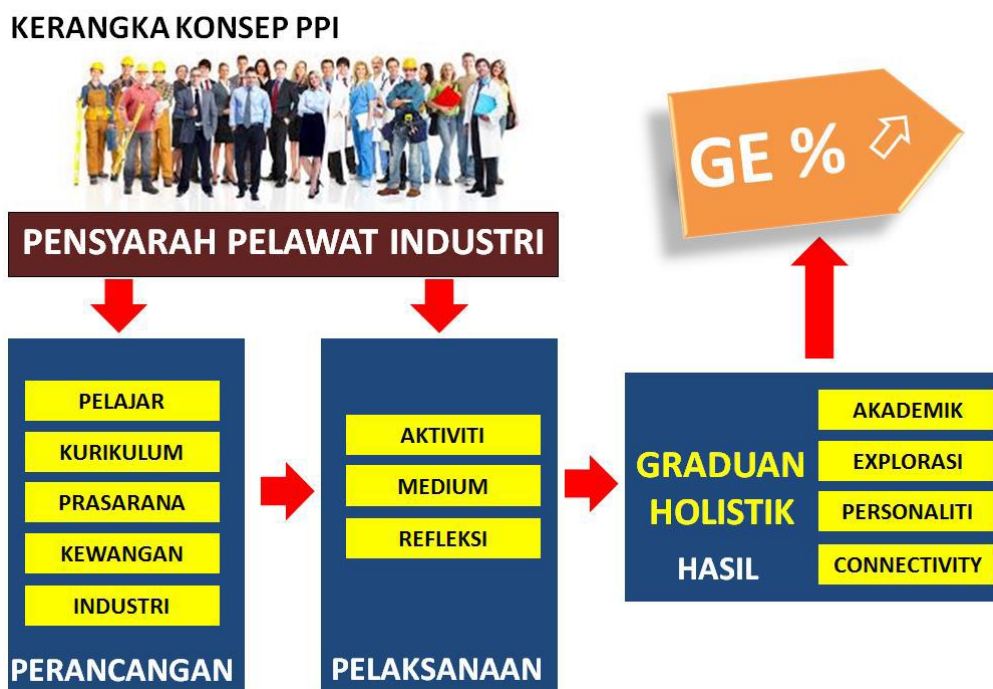 KERANGKA KONSEP PPI
GE %
PENSYARAH PELAWAT INDUSTRI
PELAJAR
KURIKULUM
PRASARANA
KEWANGAN
INDUSTRI
PERANCANGAN
AKTIVITI
MEDIUM
REFLEKSI
PELAKSANAAN
GRADUAN
HOLISTIK
HASIL
AKADEMIK
EXPLORASI
PERSONALITI
CONNECTIVITY